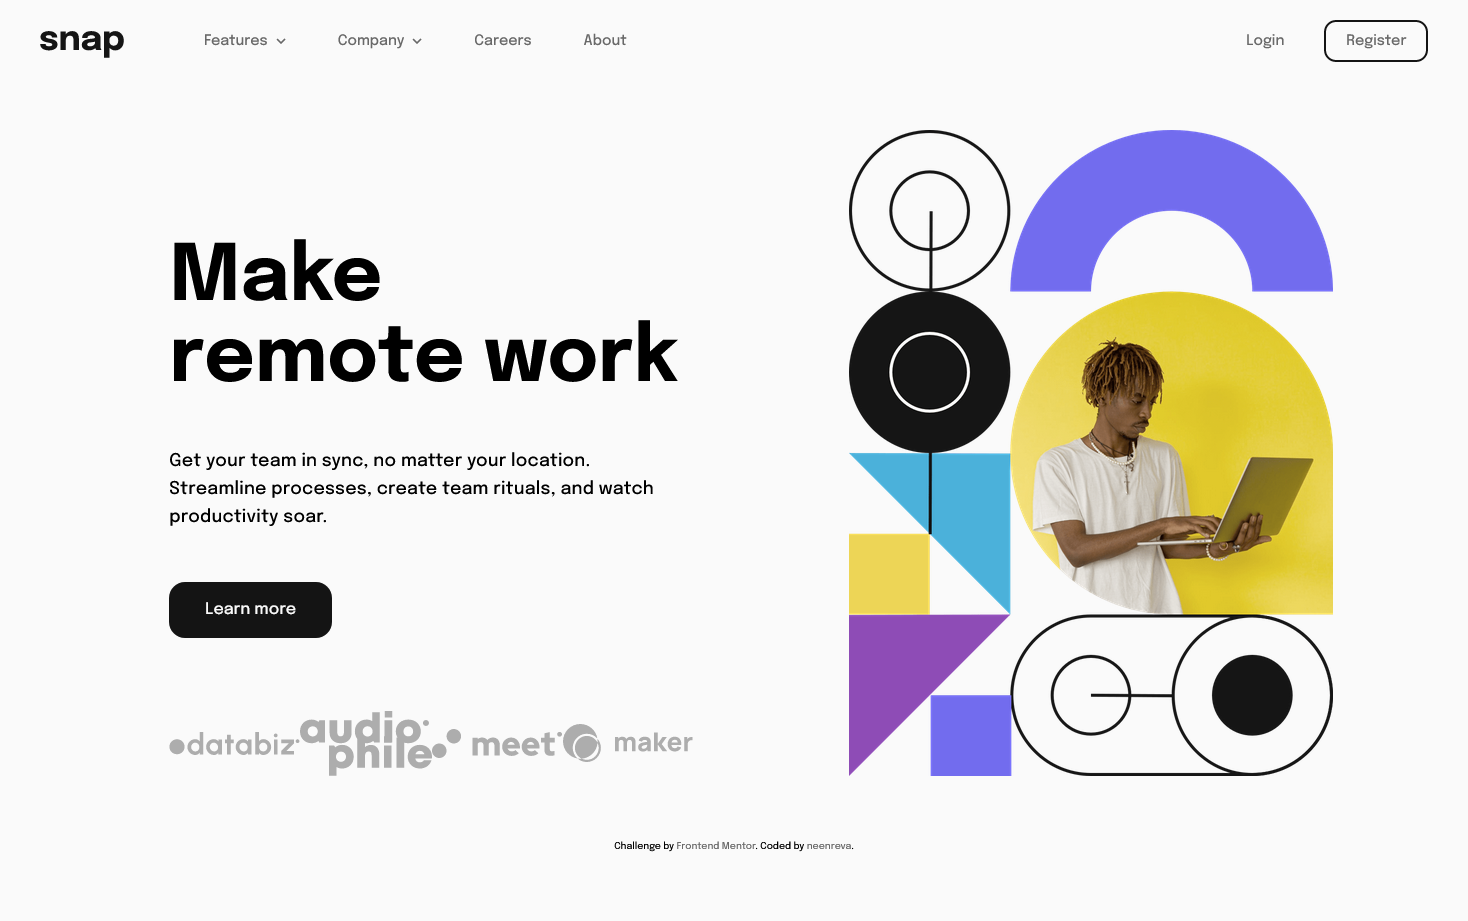 snap
Features
Company
Careers
About
Login
Register
Make
remote work
Get your team in sync, no matter your location.
Streamline processes, create team rituals, and watch
productivity soar.
Learn more
databiz
audio
phile
meet
maker
Challenge by Frontend Mentor. Coded by neenreva.